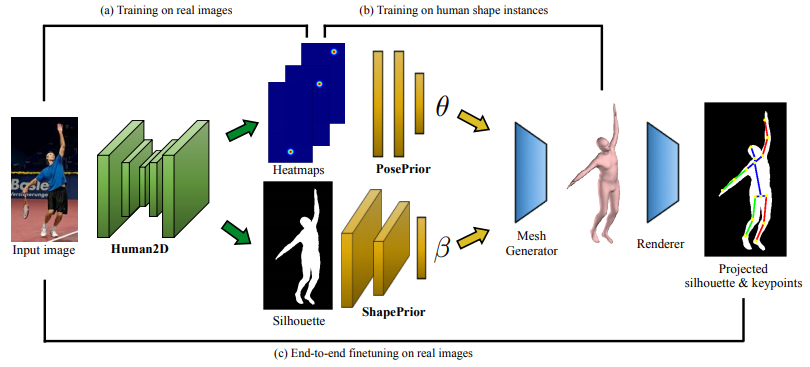 (a) Training on real images
(b) Training on human shape instances
θ
Heatmaps
PosePrior
Basle
Human2D
Input image
β
Mesh
Generator
Renderer
Silhouette
ShapePrior
Projected
silhouette & keypoints
(c) End-to-end finetuning on real images